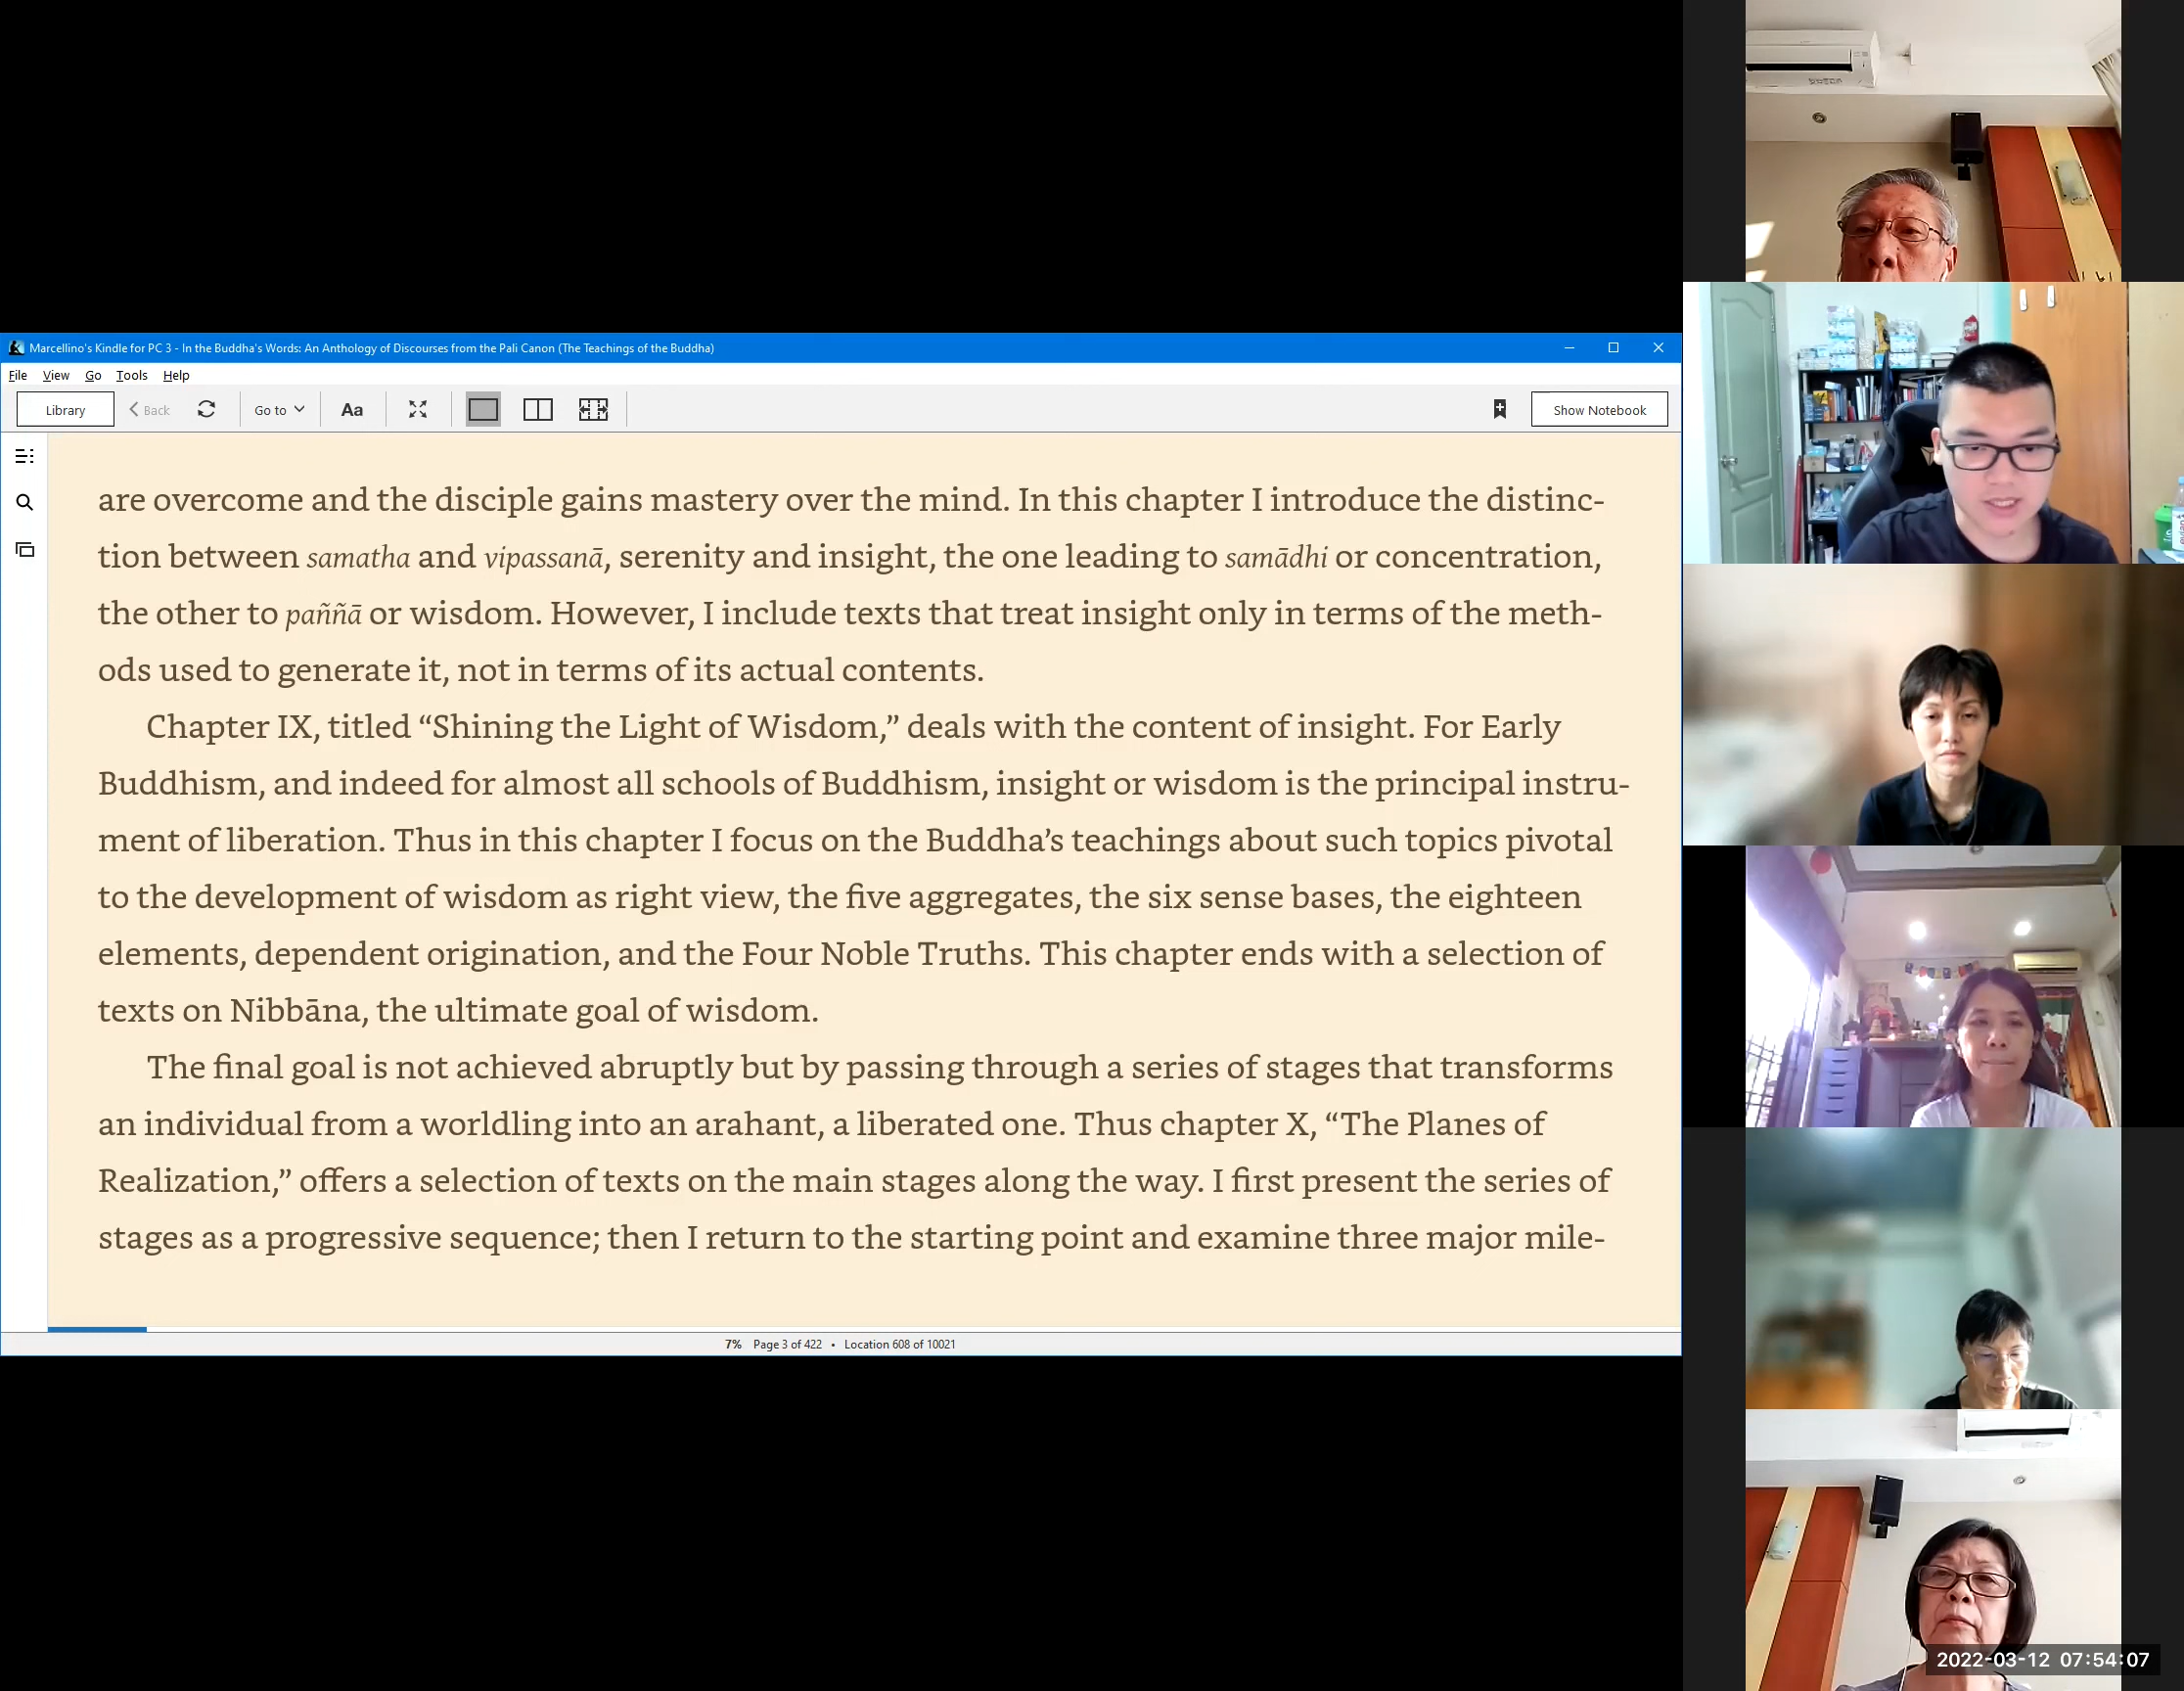 Marcellino's Kindle for PC 3 - In the Buddha's Words: An Anthology of Discourses from the Pali Canon (The Teachings of the Buddha)
File View Go Tools Help
Library Back Go to Aa Show Notebook
are overcome and the disciple gains mastery over the mind. In this chapter I introduce the distinc-
tion between samatha and vipassanā, serenity and insight, the one leading to samādhi or concentration,
the other to paññā or wisdom. However, I include texts that treat insight only in terms of the meth-
ods used to generate it, not in terms of its actual contents.
Chapter IX, titled “Shining the Light of Wisdom,” deals with the content of insight. For Early
Buddhism, and indeed for almost all schools of Buddhism, insight or wisdom is the principal instru-
ment of liberation. Thus in this chapter I focus on the Buddha’s teachings about such topics pivotal
to the development of wisdom as right view, the five aggregates, the six sense bases, the eighteen
elements, dependent origination, and the Four Noble Truths. This chapter ends with a selection of
texts on Nibbāna, the ultimate goal of wisdom.
The final goal is not achieved abruptly but by passing through a series of stages that transforms
an individual from a worldling into an arahant, a liberated one. Thus chapter X, “The Planes of
Realization,” offers a selection of texts on the main stages along the way. I first present the series of
stages as a progressive sequence; then I return to the starting point and examine three major mile-
7% Page 3 of 422 • Location 608 of 10021
2022-03-12 07:54:07